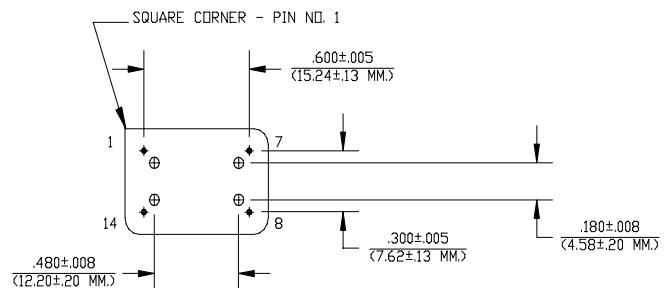 SQUARE CORNER - PIN NO. 1
.600±.005
(15.24±.13 MM.)
1
7
14
8
.180±.008
(4.58±.20 MM.)
.300±.005
(7.62±.13 MM.)
.480±.008
(12.20±.20 MM.)